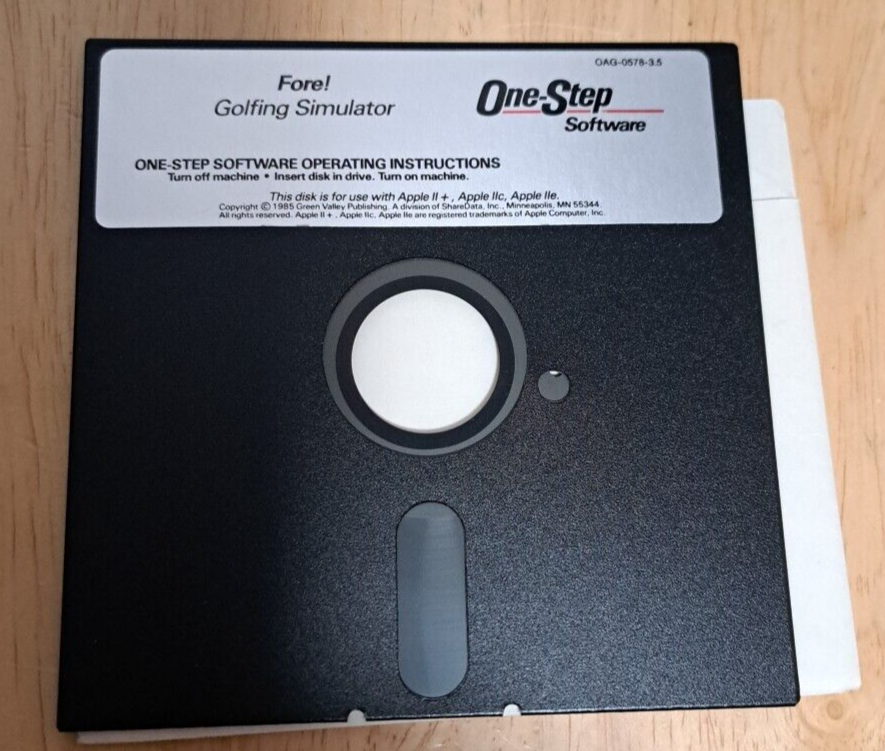 OAG-0578-3.5
Fore!
Golfing Simulator
One-Step
Software
ONE-STEP SOFTWARE OPERATING INSTRUCTIONS
Turn off machine • Insert disk in drive. Turn on machine.
This disk is for use with Apple II +, Apple IIc, Apple IIe.
Copyright © 1985 Green Valley Publishing. A division of ShareData, Inc., Minneapolis, MN 55344.
All rights reserved. Apple II +, Apple IIc, Apple IIe are registered trademarks of Apple Computer, Inc.